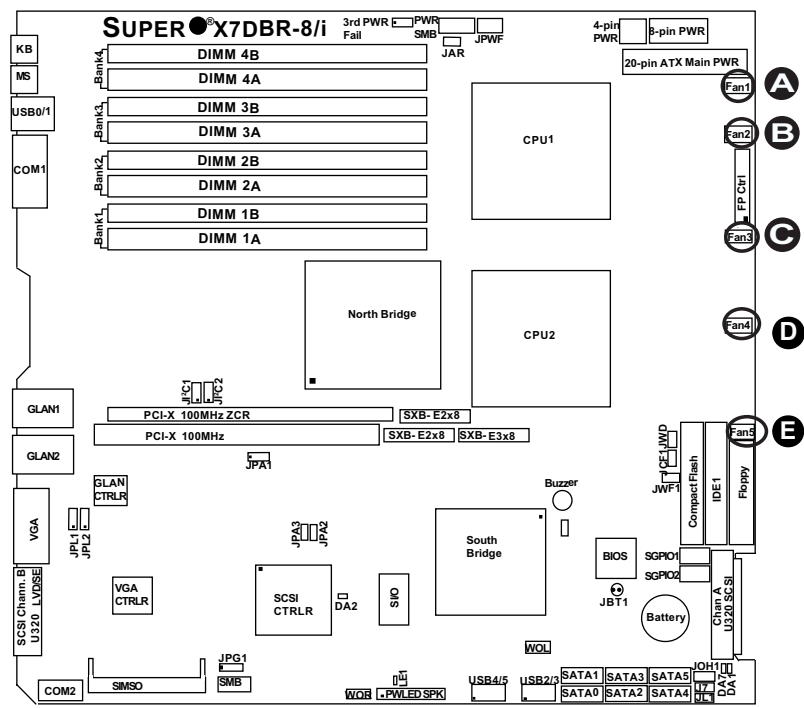 SUPER ®X7DBR-8/i
3rd PWR Fail
PWR SMB
JPWF
JAR
4-pin PWR
8-pin PWR
20-pin ATX Main PWR
KB
MS
USB0/1
COM1
Bank4
DIMM 4B
DIMM 4A
Bank3
DIMM 3B
DIMM 3A
Bank2
DIMM 2B
DIMM 2A
Bank1
DIMM 1B
DIMM 1A
CPU1
Fan1
A
Fan2
B
FP Ctrl
Fan3
C
North Bridge
CPU2
Fan4
D
JI²C1
JI²C2
GLAN1
PCI-X 100MHz ZCR
SXB-E2x8
PCI-X 100MHz
SXB-E2x8
SXB-E3x8
Fan5
E
GLAN2
JPA1
JWD
JCF1
JWF1
Compact Flash
IDE1
Floppy
GLAN CTRLR
Buzzer
VGA
JPL1
JPL2
JPA3
JPA2
South Bridge
BIOS
SGPIO1
SGPIO2
SCSI Chann. B
U320 LVD/SE
VGA CTRLR
SCSI CTRLR
DA2
SI/O
JBT1
Battery
Chan A
U320 SCSI
WOL
COM2
SIMSO
JPG1
SMB
WOR
LE1
PWLED SPK
USB4/5
USB2/3
SATA1
SATA3
SATA5
SATA0
SATA2
SATA4
JOH1
J7
JL1
DA7
DA1